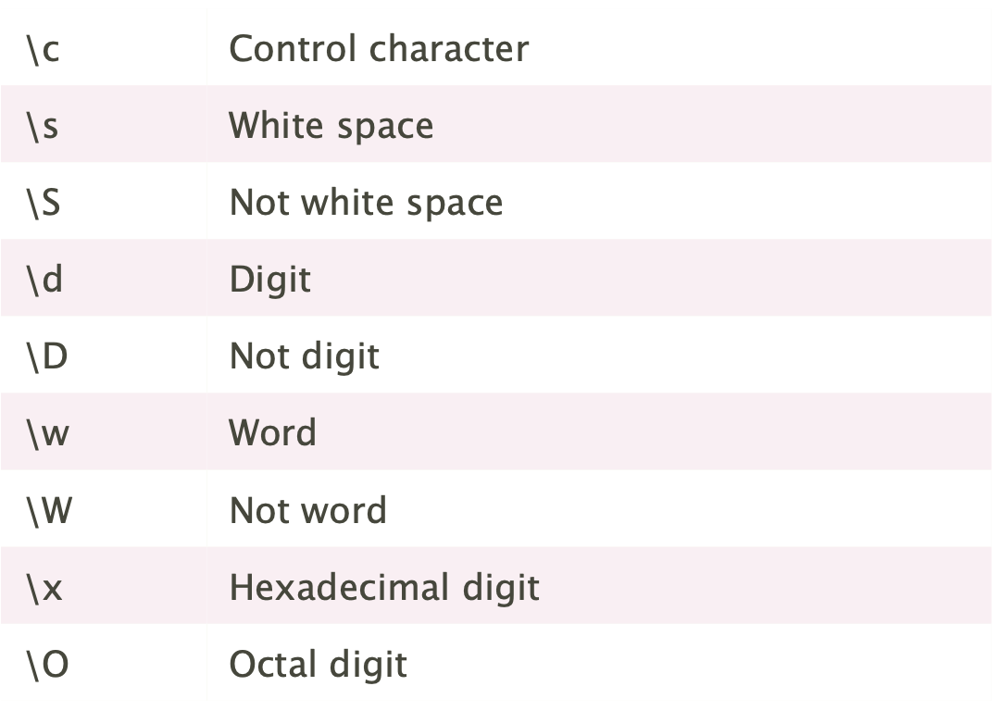 \c Control character
\s White space
\S Not white space
\d Digit
\D Not digit
\w Word
\W Not word
\x Hexadecimal digit
\O Octal digit